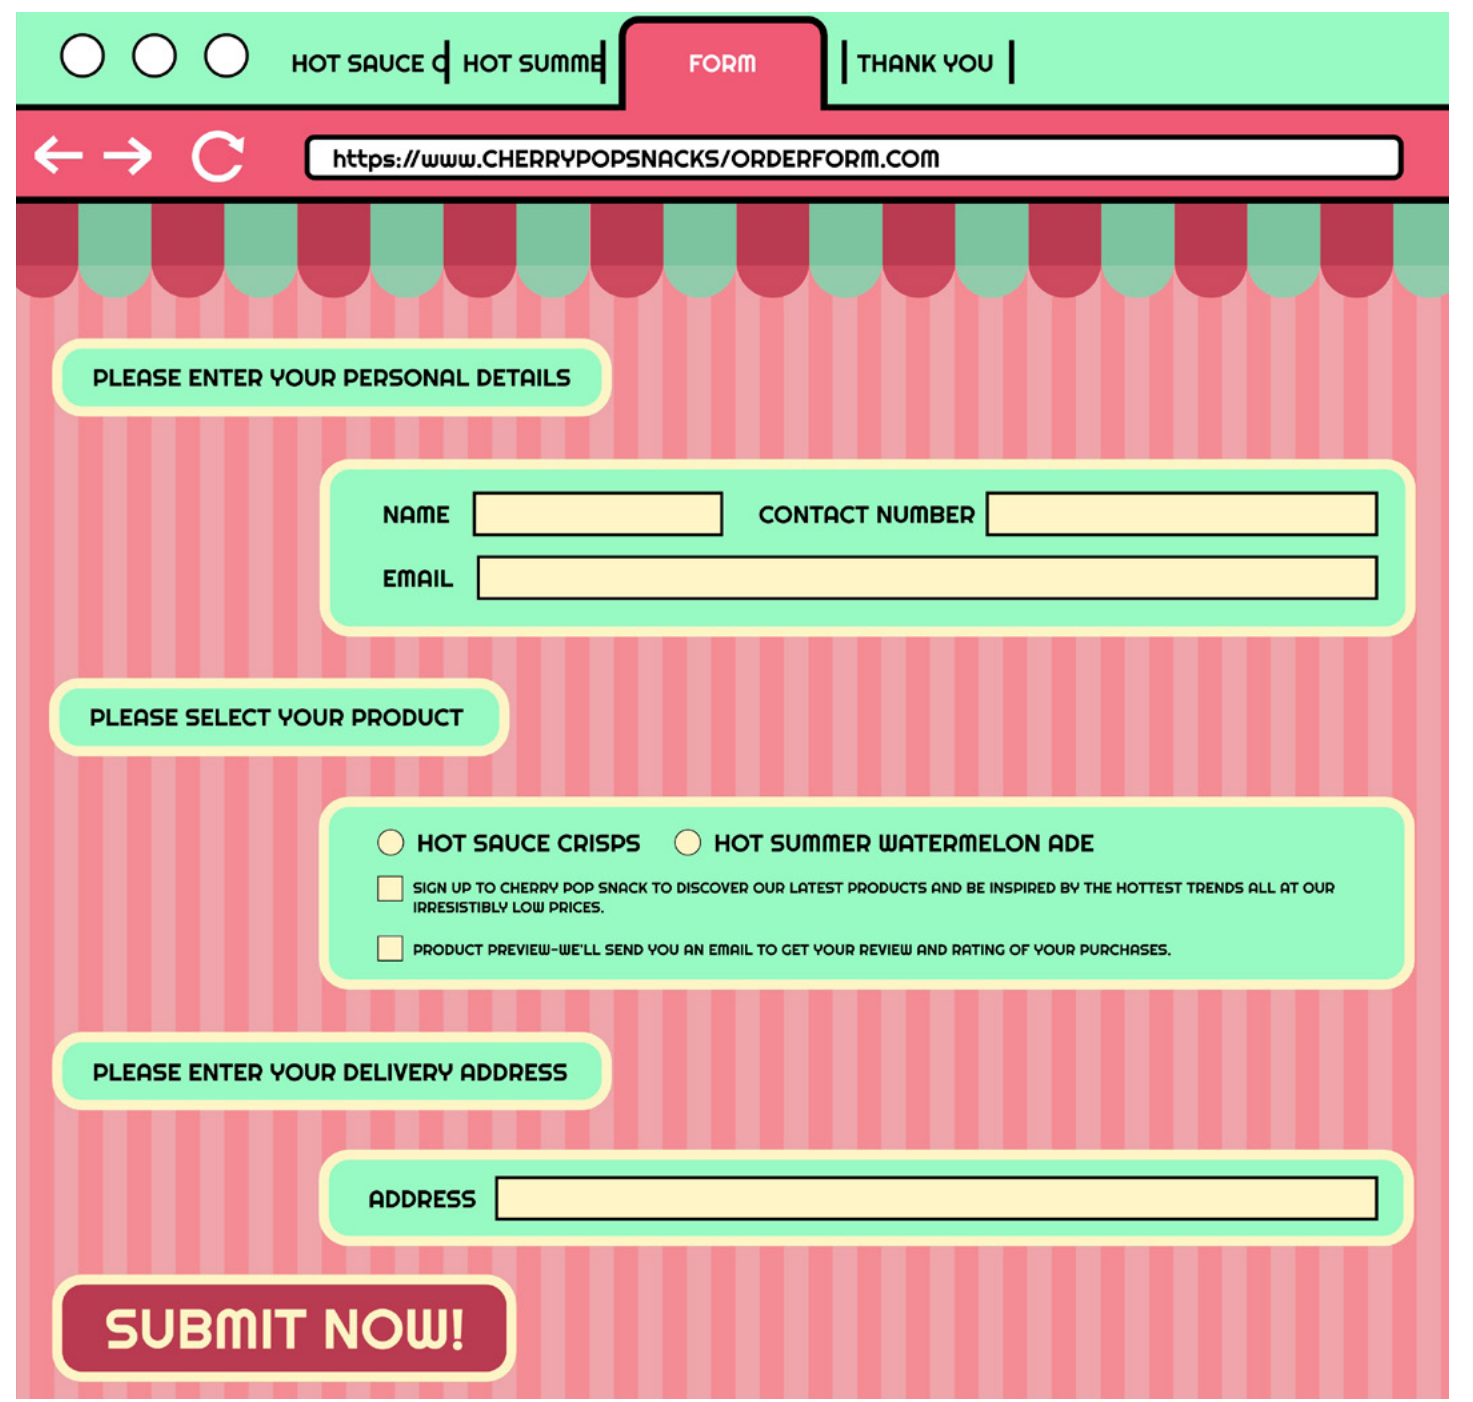 HOT SAUCE C
HOT SUMME
FORM
THANK YOU
https://www.CHERRYPOPSNACKS/ORDERFORM.COM
PLEASE ENTER YOUR PERSONAL DETAILS
NAME
CONTACT NUMBER
EMAIL
PLEASE SELECT YOUR PRODUCT
HOT SAUCE CRISPS
HOT SUMMER WATERMELON ADE
SIGN UP TO CHERRY POP SNACK TO DISCOVER OUR LATEST PRODUCTS AND BE INSPIRED BY THE HOTTEST TRENDS ALL AT OUR
IRRESISTIBLY LOW PRICES.
PRODUCT PREVIEW-WE'LL SEND YOU AN EMAIL TO GET YOUR REVIEW AND RATING OF YOUR PURCHASES.
PLEASE ENTER YOUR DELIVERY ADDRESS
ADDRESS
SUBMIT NOW!